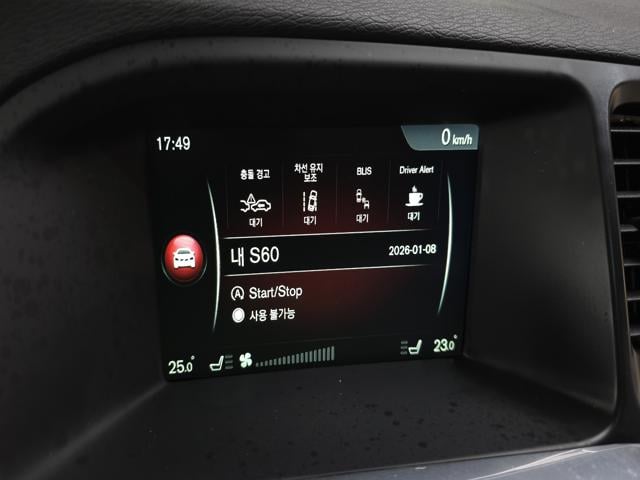 17:49
0 km/h
충돌 경고
대기
차선 유지
보조
대기
BLIS
대기
Driver Alert
대기
내 S60
2026-01-08
A Start/Stop
사용 불가능
25.0°
23.0°